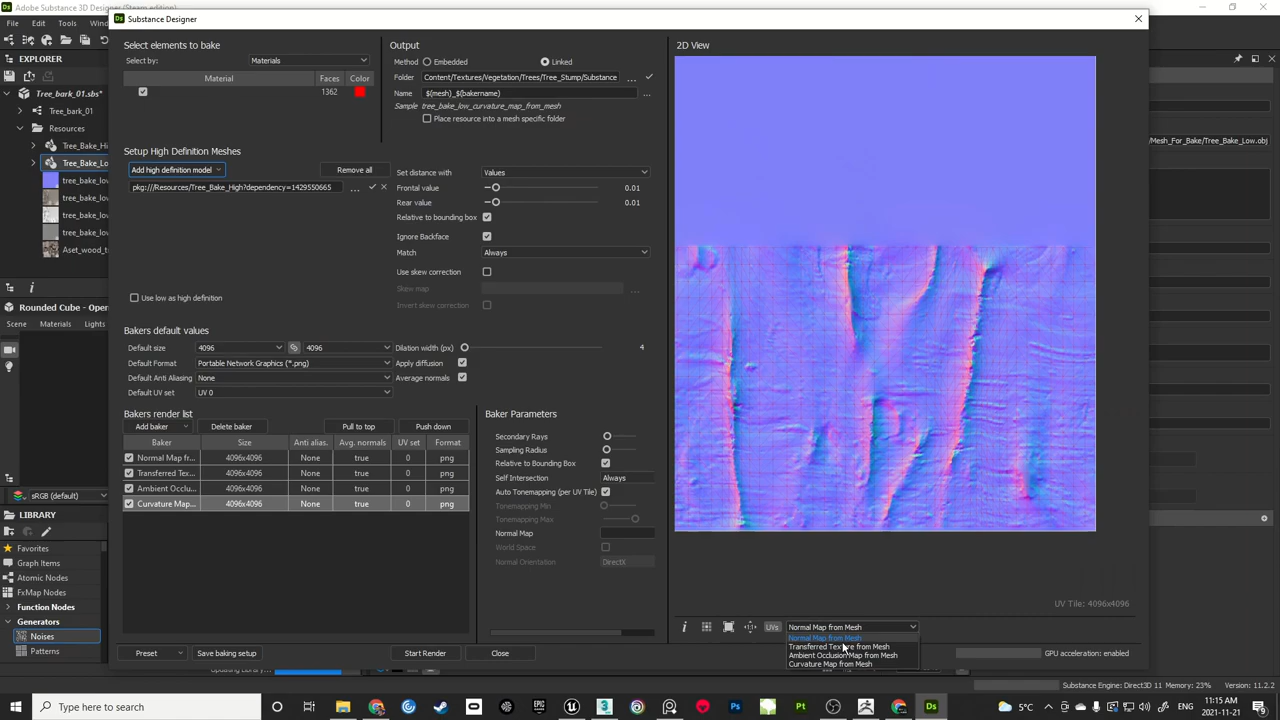 Adobe Substance 3D Designer (Steam edition)
Substance Designer
File Edit Tools
EXPLORER
Tree_bark_01.sbs*
Tree_bark_01
Resources
Tree_Bake_Hi
Tree_Bake_Lo
tree_bake_low
tree_bake_low
tree_bake_low
tree_bake_low
Aset_wood_tr
Rounded Cube -
Scene Materials Lights
sRGB (default)
LIBRARY
Favorites
Graph Items
Atomic Nodes
FxMap Nodes
Function Nodes
Generators
Noises
Patterns
Select elements to bake
Select by: Materials
Material Faces Color
1362
Output
Method Embedded Linked
Folder Content/Textures/Vegetation/Trees/Tree_Stump/Substance ...
Name $(mesh)_$(bakername) ...
Sample tree_bake_low_curvature_map_from_mesh
Place resource into a mesh specific folder
Setup High Definition Meshes
Add high definition model Remove all
pkg:///Resources/Tree_Bake_High?dependency=1429550665 ...
Use low as high definition
Set distance with Values
Frontal value 0.01
Rear value 0.01
Relative to bounding box
Ignore Backface
Match Always
Use skew correction
Skew map ...
Invert skew correction
Bakers default values
Default size 4096 4096 Dilation width (px) 4
Default Format Portable Network Graphics (*.png) Apply diffusion
Default Anti Aliasing None Average normals
Default UV set UV 0
Bakers render list
Add baker Delete baker Pull to top Push down
Baker Size Anti alias. Avg. normals UV set Format
Normal Map fr... 4096x4096 None true 0 png
Transferred Tex... 4096x4096 None true 0 png
Ambient Occlu... 4096x4096 None true 0 png
Curvature Map... 4096x4096 None true 0 png
Baker Parameters
Secondary Rays
Sampling Radius
Relative to Bounding Box
Self Intersection Always
Auto Tonemapping (per UV Tile)
Tonemapping Min
Tonemapping Max
Normal Map
World Space
Normal Orientation DirectX
Preset Save baking setup Start Render Close
2D View
UV Tile: 4096x4096
UVs Normal Map from Mesh
Normal Map from Mesh
Transferred Texture from Mesh
Ambient Occlusion Map from Mesh
Curvature Map from Mesh
GPU acceleration: enabled
Mesh_For_Bake/Tree_Bake_Low.obj
Substance Engine: Direct3D 11 Memory: 23% Version: 11.2.2
Type here to search
5°C
11:15 AM
2021-11-21